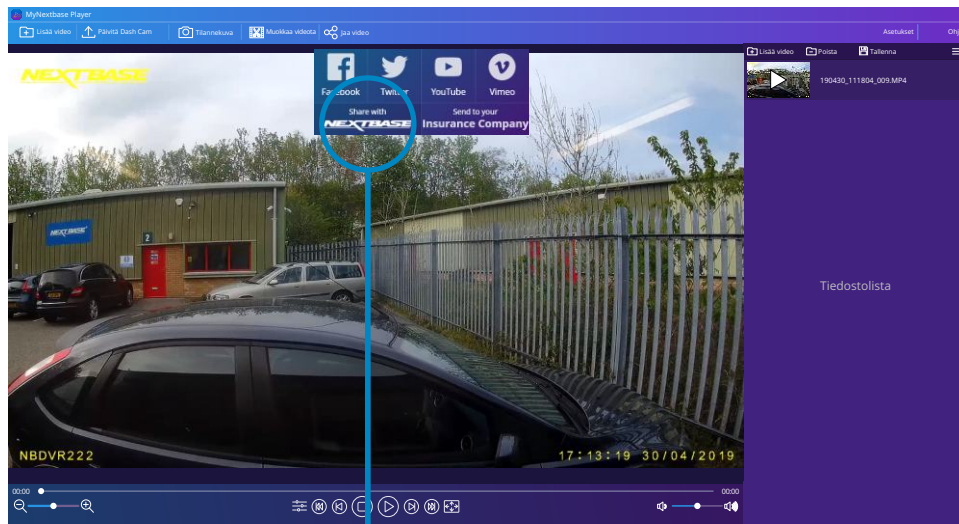 MyNextbase Player
Lisää video
Päivitä Dash Cam
Tilannekuva
Muokkaa videota
Jaa video
Asetukset
Ohj
Lisää video
Poista
Tallenna
NEXTBASE
Facebook
Twitter
YouTube
Vimeo
Share with
NEXTBASE
Send to your
Insurance Company
190430_111804_009.MP4
NEXTBASE
2
Tiedostolista
NBDVR222
17:13:19 30/04/2019
00:00
00:00